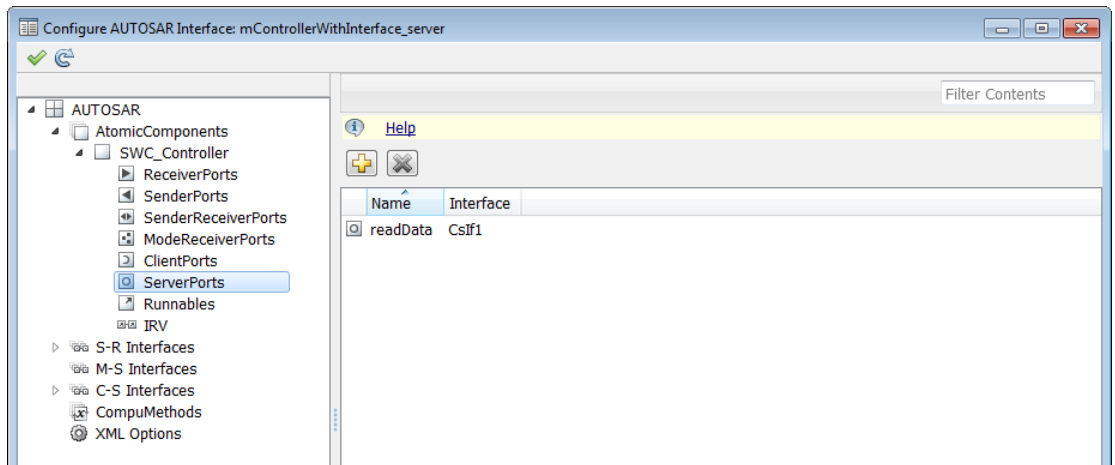 Configure AUTOSAR Interface: mControllerWithInterface_server
Filter Contents
AUTOSAR
AtomicComponents
SWC_Controller
ReceiverPorts
SenderPorts
SenderReceiverPorts
ModeReceiverPorts
ClientPorts
ServerPorts
Runnables
IRV
S-R Interfaces
M-S Interfaces
C-S Interfaces
CompuMethods
XML Options
Help
Name Interface
readData CsIf1